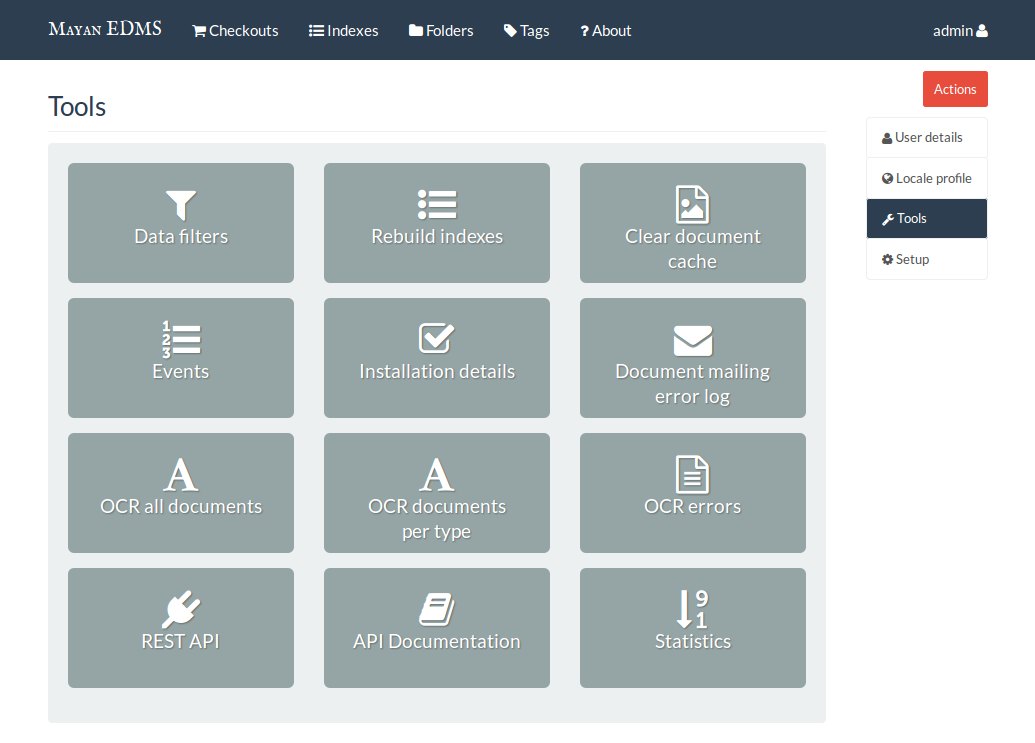 Mayan EDMS Checkouts Indexes Folders Tags ? About admin
Actions
Tools
User details
Locale profile
Tools
Setup
Data filters
Rebuild indexes
Clear document
cache
1
2
3
Events
Installation details
Document mailing
error log
A
OCR all documents
A
OCR documents
per type
OCR errors
REST API
API Documentation
9
1
Statistics